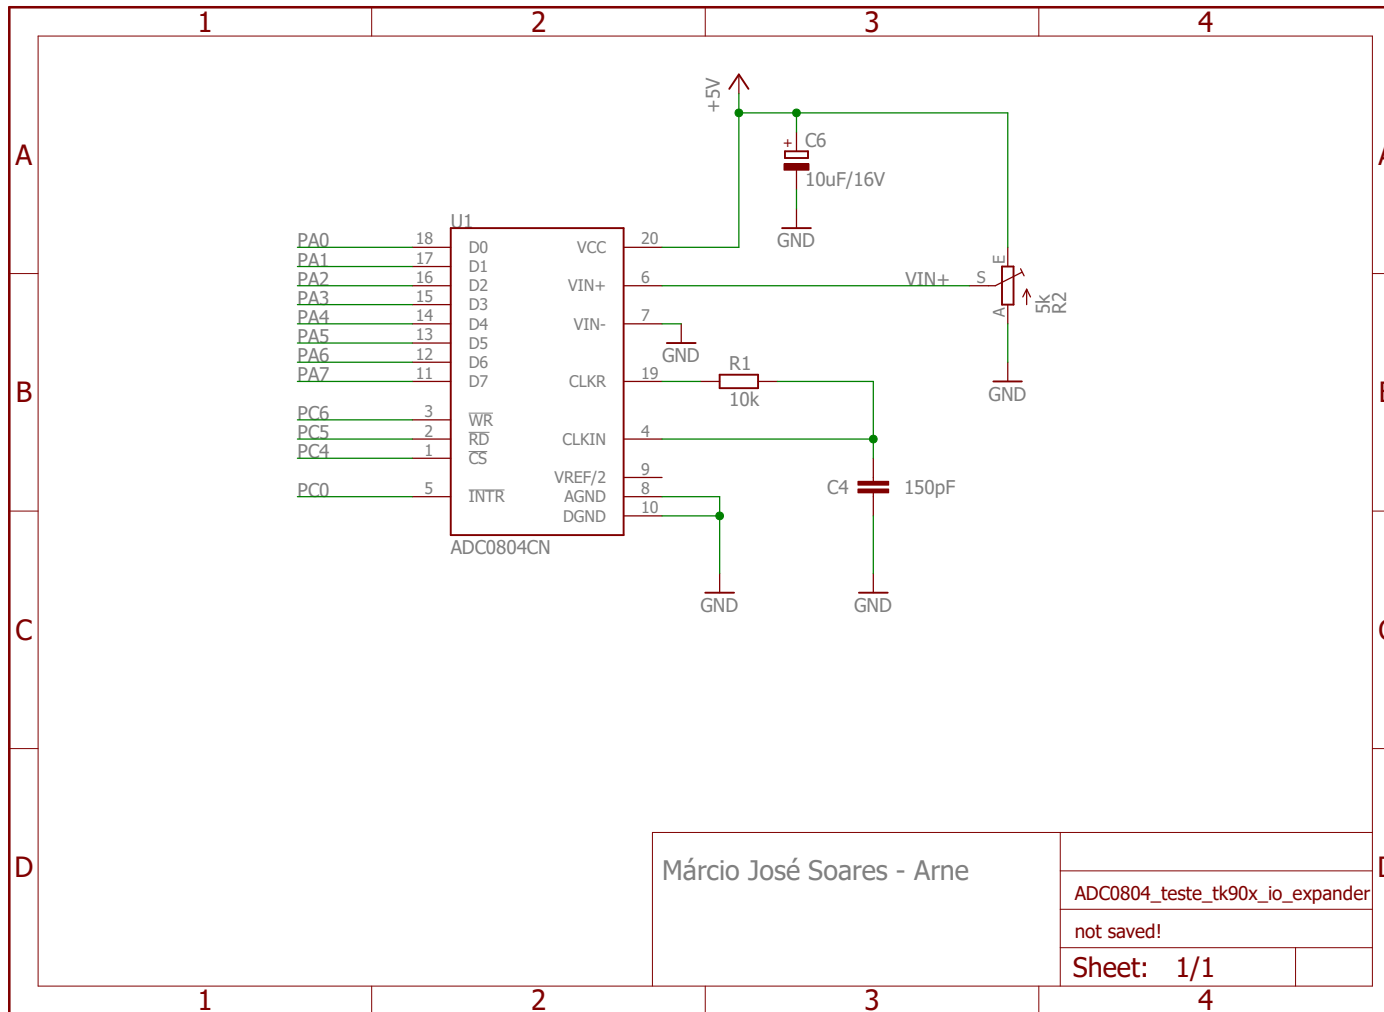 1 2 3 4
A
+5V
+ C6
10uF/16V
GND
U1
PA0 18 D0 VCC 20
PA1 17 D1
PA2 16 D2 VIN+ 6 VIN+ S E
PA3 15 D3
PA4 14 D4 VIN- 7 A 5k R2
PA5 13 D5 GND
PA6 12 D6 R1
PA7 11 D7 CLKR 19 GND
B 10k
PC6 3 WR
PC5 2 RD CLKIN 4
PC4 1 CS
VREF/2 9
C4 150pF
PC0 5 INTR AGND 8
DGND 10
ADC0804CN
GND GND
C
D
Márcio José Soares - Arne
ADC0804_teste_tk90x_io_expander
not saved!
Sheet: 1/1
1 2 3 4